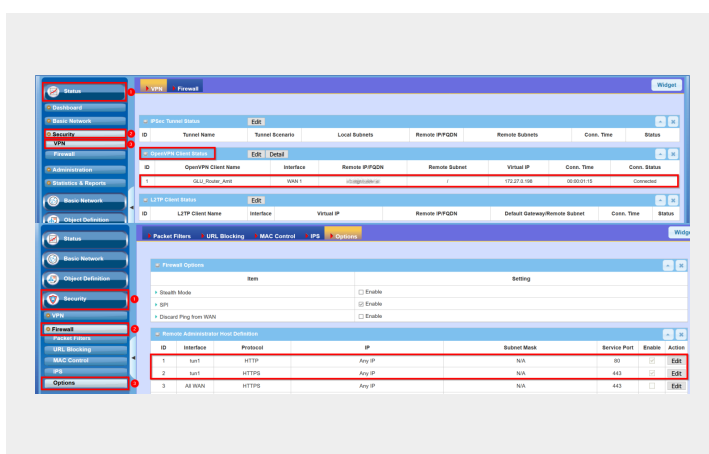 Status 1
VPN Firewall
Widget
Dashboard
Basic Network
IPSec Tunnel Status Edit
Security 2
ID Tunnel Name Tunnel Scenario Local Subnets Remote IP/FQDN Remote Subnets Conn. Time Status
VPN 3
Firewall
OpenVPN Client Status Edit Detail
Administration
ID OpenVPN Client Name Interface Remote IP/FQDN Remote Subnet Virtual IP Conn. Time Conn. Status
Statistics & Reports
1 GLU_Router_Amit WAN 1 / 172.27.0.198 00:00:01:15 Connected
Basic Network
L2TP Client Status Edit
ID L2TP Client Name Interface Virtual IP Remote IP/FQDN Default Gateway/Remote Subnet Conn. Time Status
Object Definition
Status
Packet Filters URL Blocking MAC Control IPS Options
Widge
Basic Network
Firewall Options
Object Definition
Item Setting
Stealth Mode Enable
Security 1
SPI Enable
VPN
Discard Ping from WAN Enable
Firewall 2
Remote Administrator Host Definition
Packet Filters
URL Blocking
ID Interface Protocol IP Subnet Mask Service Port Enable Action
MAC Control
1 tun1 HTTP Any IP N/A 80 Edit
IPS
2 tun1 HTTPS Any IP N/A 443 Edit
Options 3
3 All WAN HTTPS Any IP N/A 443 Edit